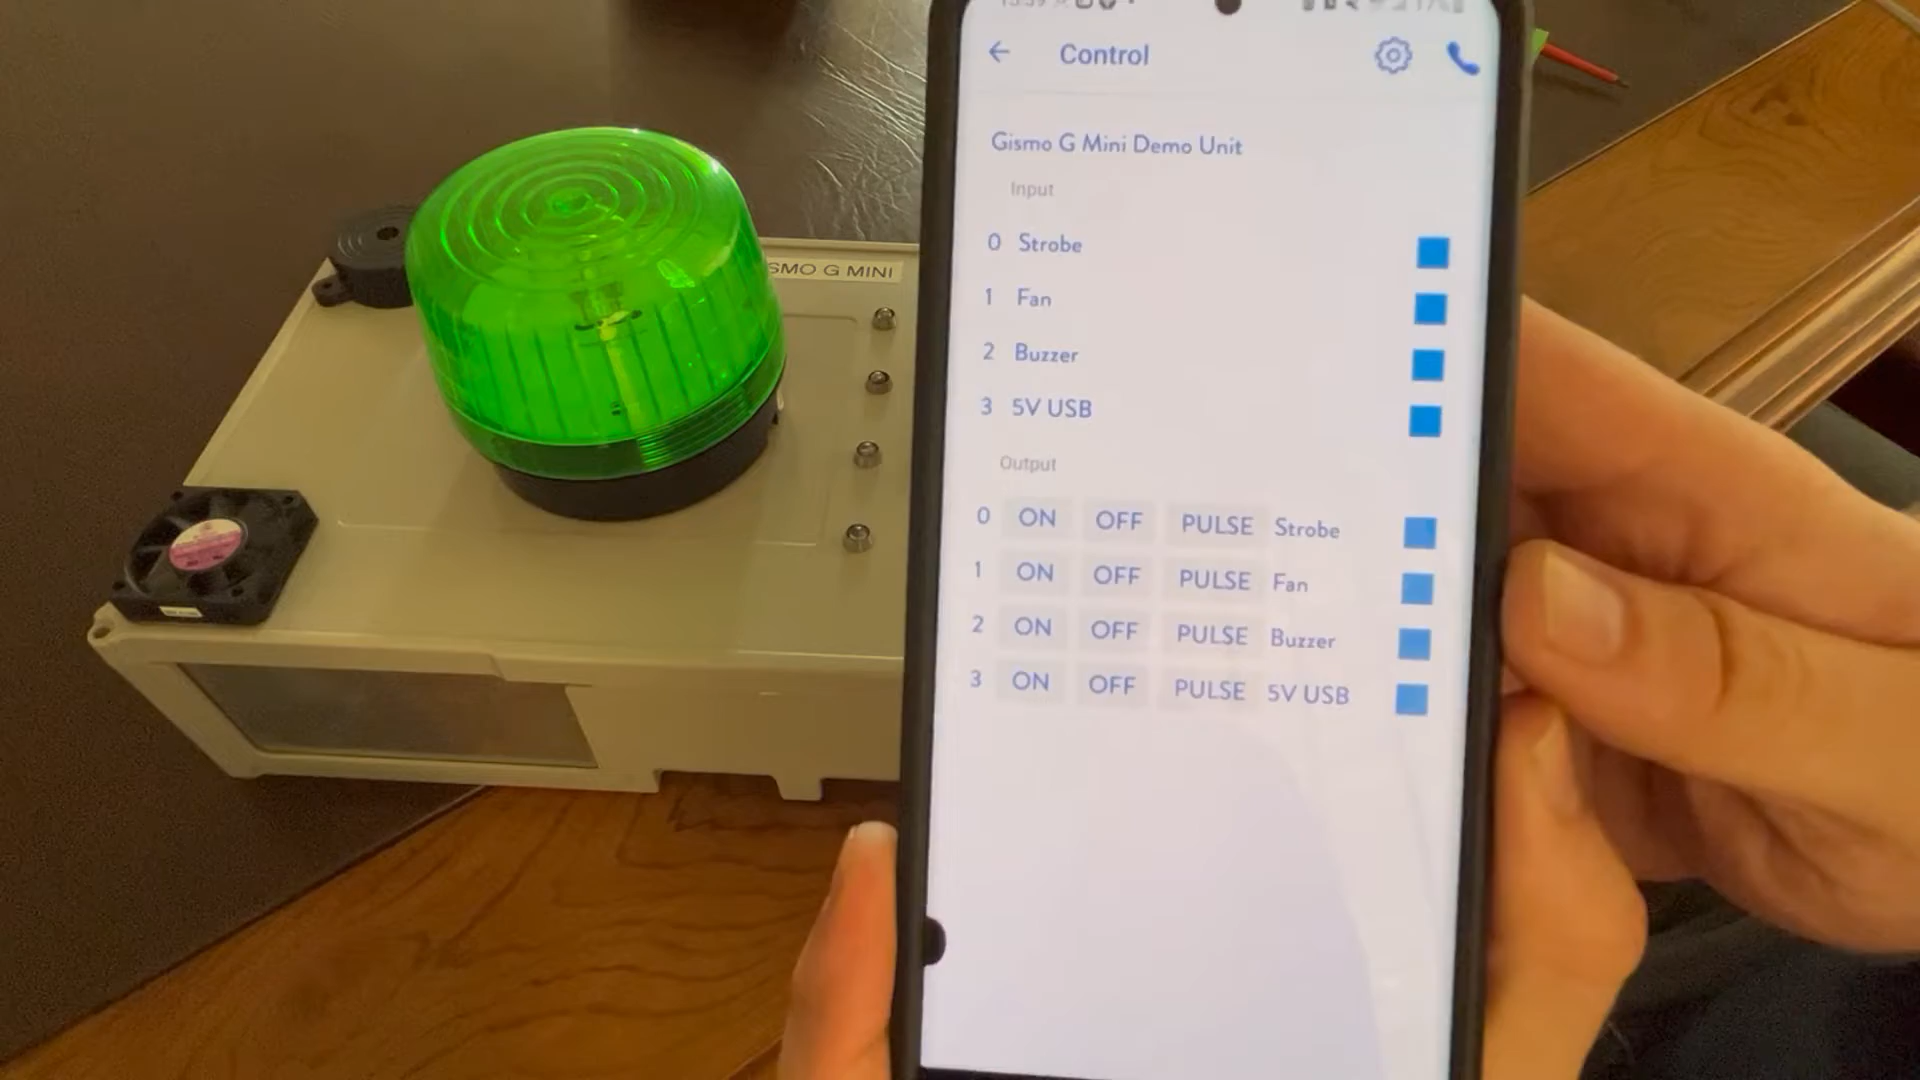 SMO G MINI
Control
Gismo G Mini Demo Unit
Input
0 Strobe
1 Fan
2 Buzzer
3 5V USB
Output
0 ON OFF PULSE Strobe
1 ON OFF PULSE Fan
2 ON OFF PULSE Buzzer
3 ON OFF PULSE 5V USB